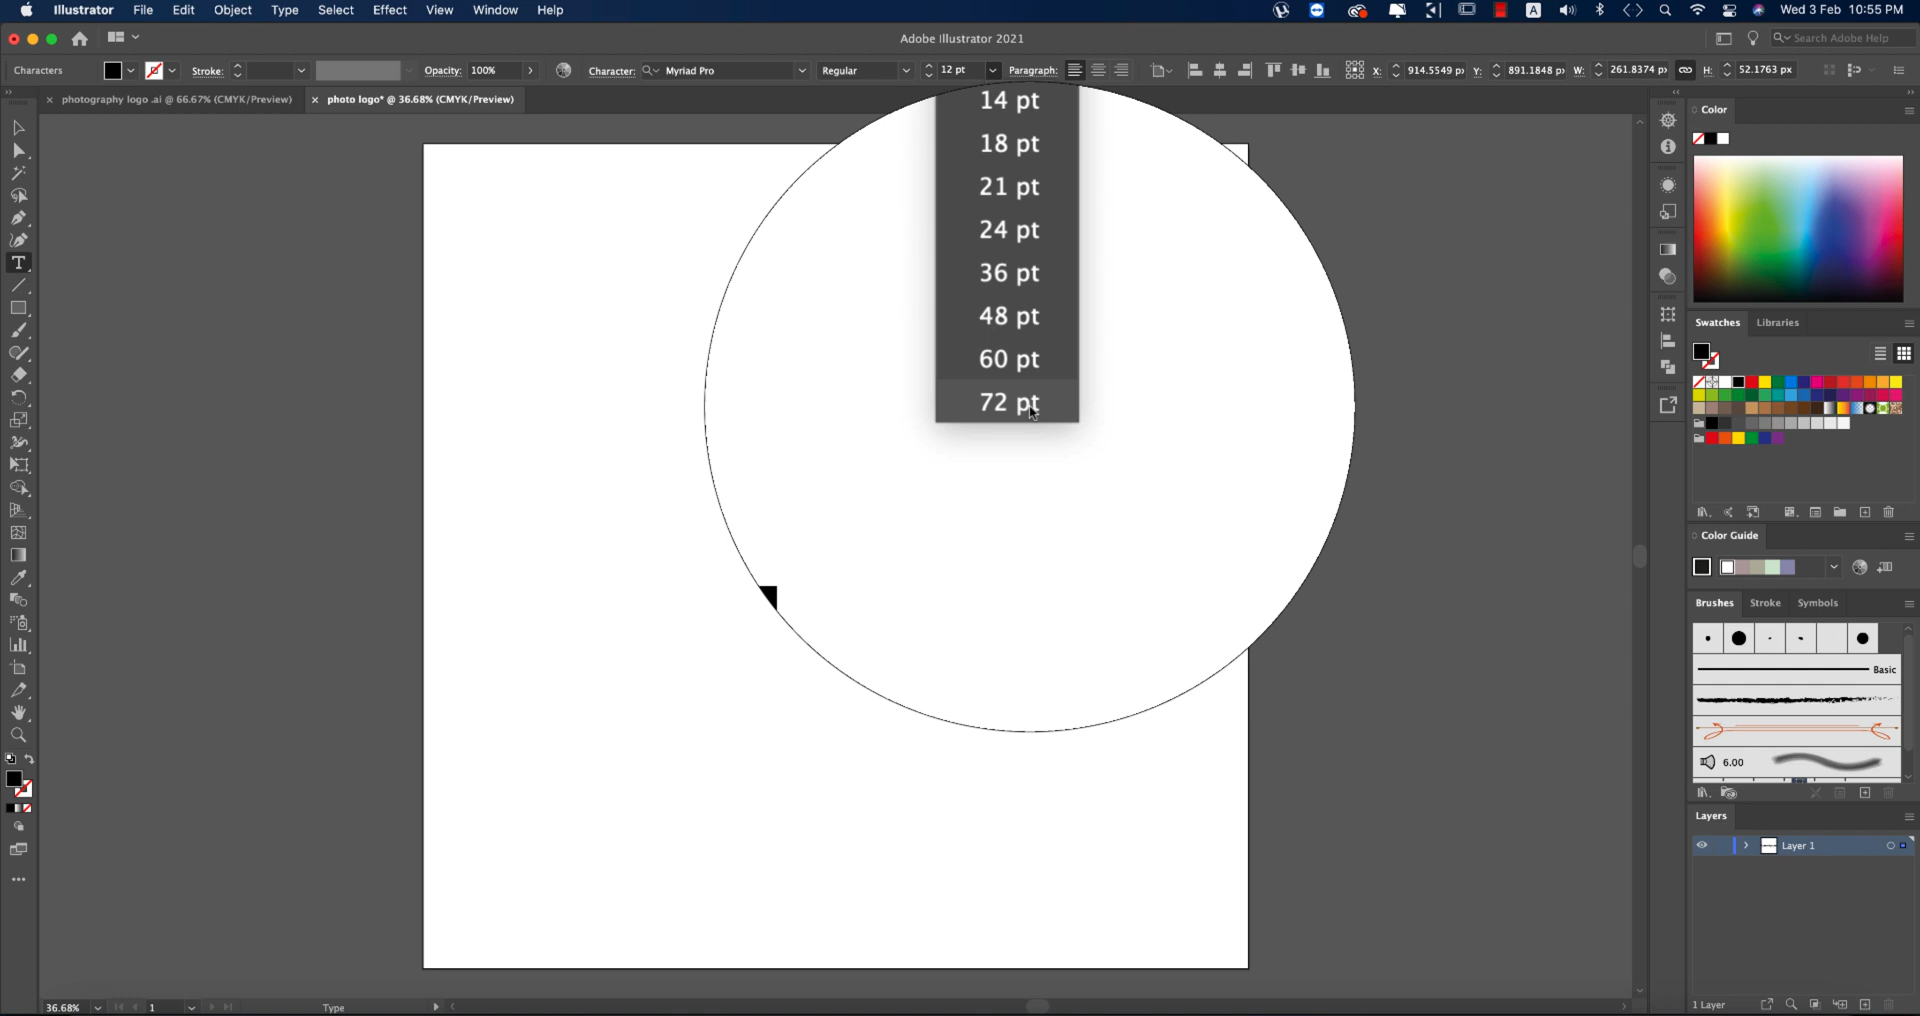 Illustrator File Edit Object Type Select Effect View Window Help
A Wed 3 Feb 10:55 PM
Adobe Illustrator 2021
Search Adobe Help
Characters Stroke: Opacity: 100% Character: Myriad Pro Regular 12 pt Paragraph: X: 914.5549 p Y: 891.1848 p W: 261.8374 p H: 52.1763 px
× photography logo .ai @ 66.67% (CMYK/Preview) × photo logo* @ 36.68% (CMYK/Preview)
14 pt
18 pt
21 pt
24 pt
36 pt
48 pt
60 pt
72 pt
Color
Swatches Libraries
Color Guide
Brushes Stroke Symbols
Basic
6.00
Layers
Layer 1
1 Layer
36.68% 1 Type